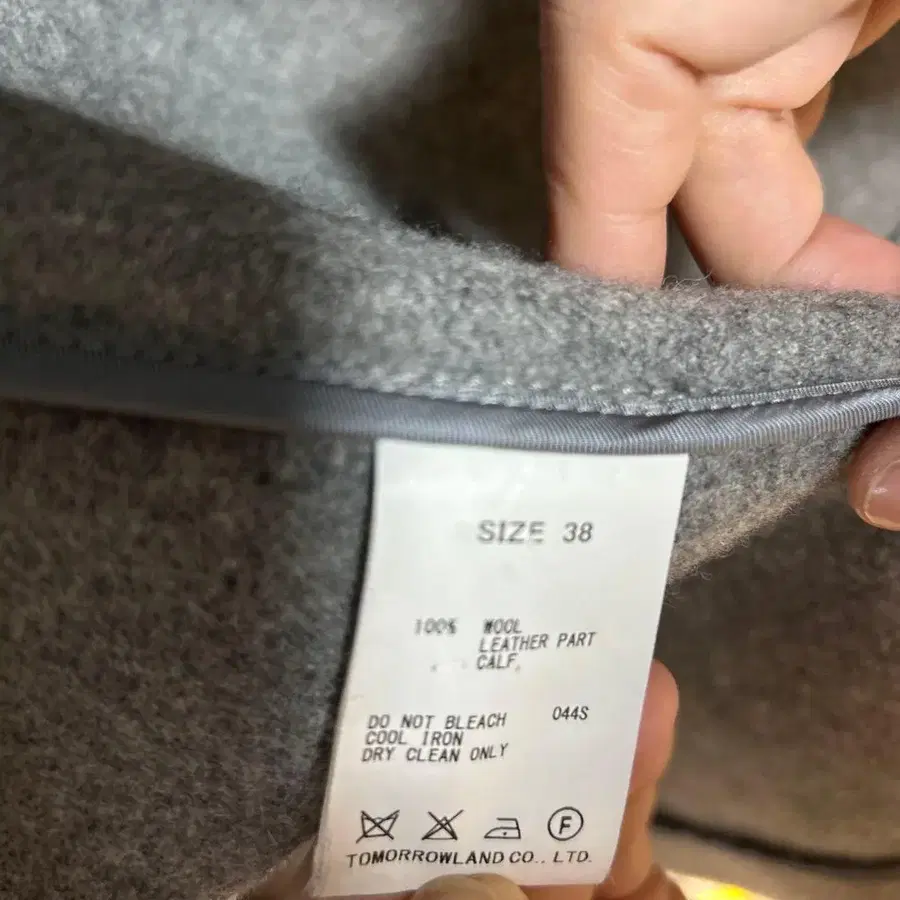 SIZE 38
100% WOOL
LEATHER PART
CALF
DO NOT BLEACH 044S
COOL IRON
DRY CLEAN ONLY
F
TOMORROWLAND CO., LTD.